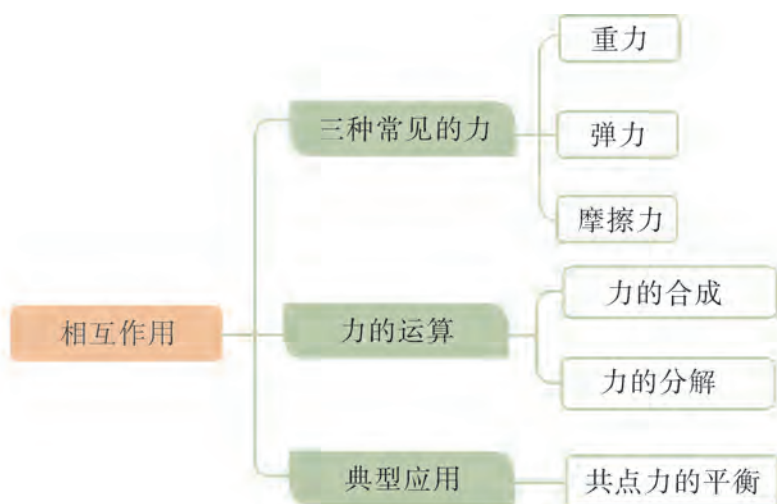 重力
三种常见的力
弹力
摩擦力
力的合成
相互作用
力的运算
力的分解
典型应用
共点力的平衡